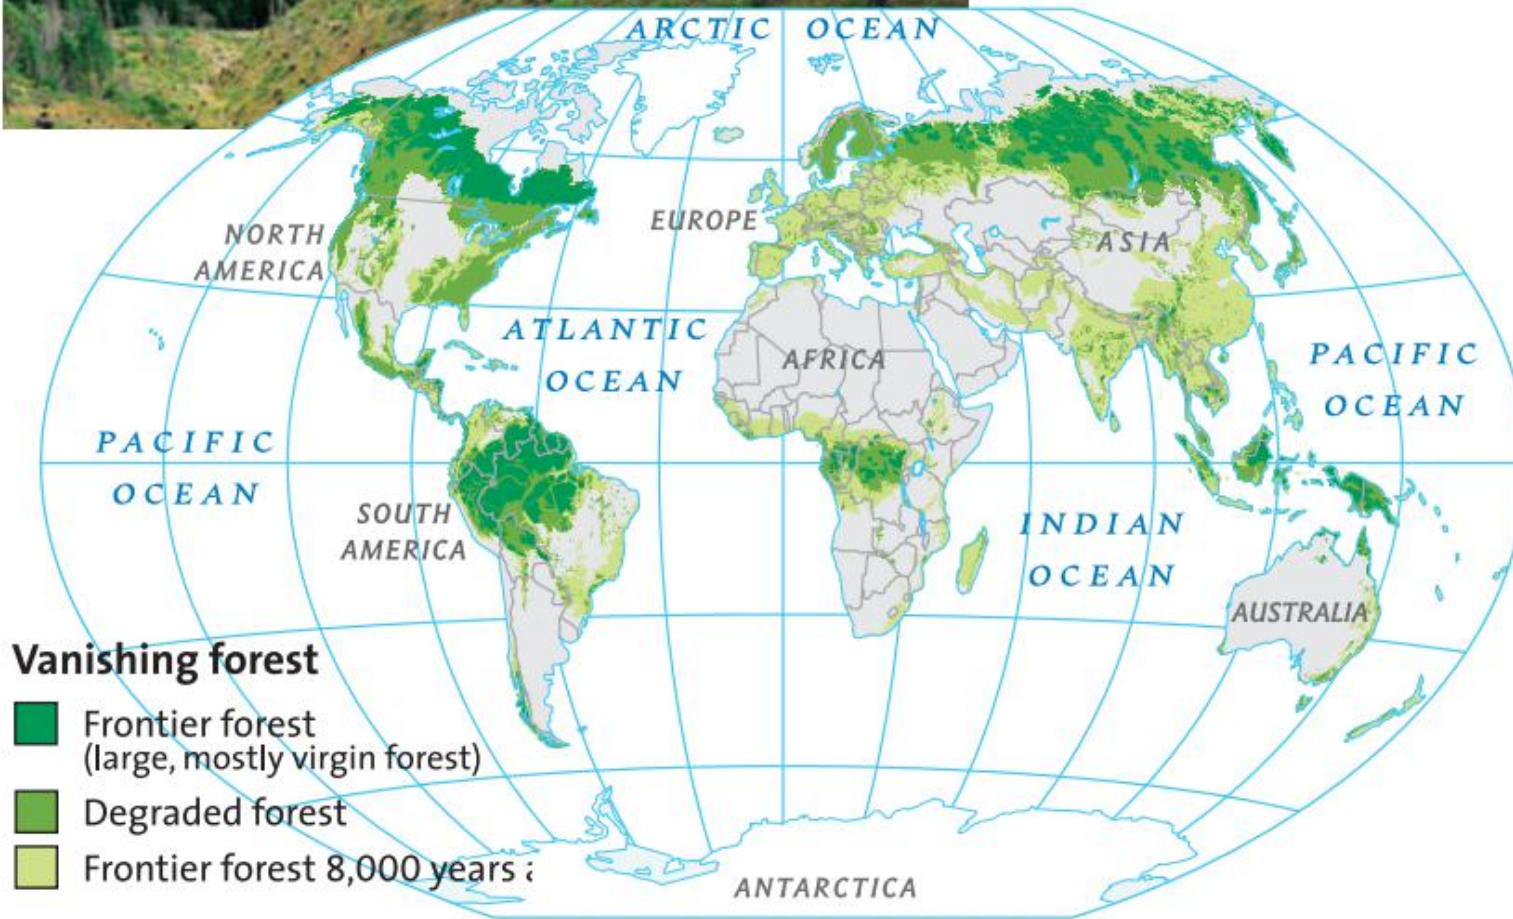 ARCTIC OCEAN
NORTH
AMERICA
EUROPE
ASIA
ATLANTIC
OCEAN
AFRICA
PACIFIC
OCEAN
PACIFIC
OCEAN
SOUTH
AMERICA
INDIAN
OCEAN
AUSTRALIA
Vanishing forest
Frontier forest
(large, mostly virgin forest)
Degraded forest
Frontier forest 8,000 years
ANTARCTICA